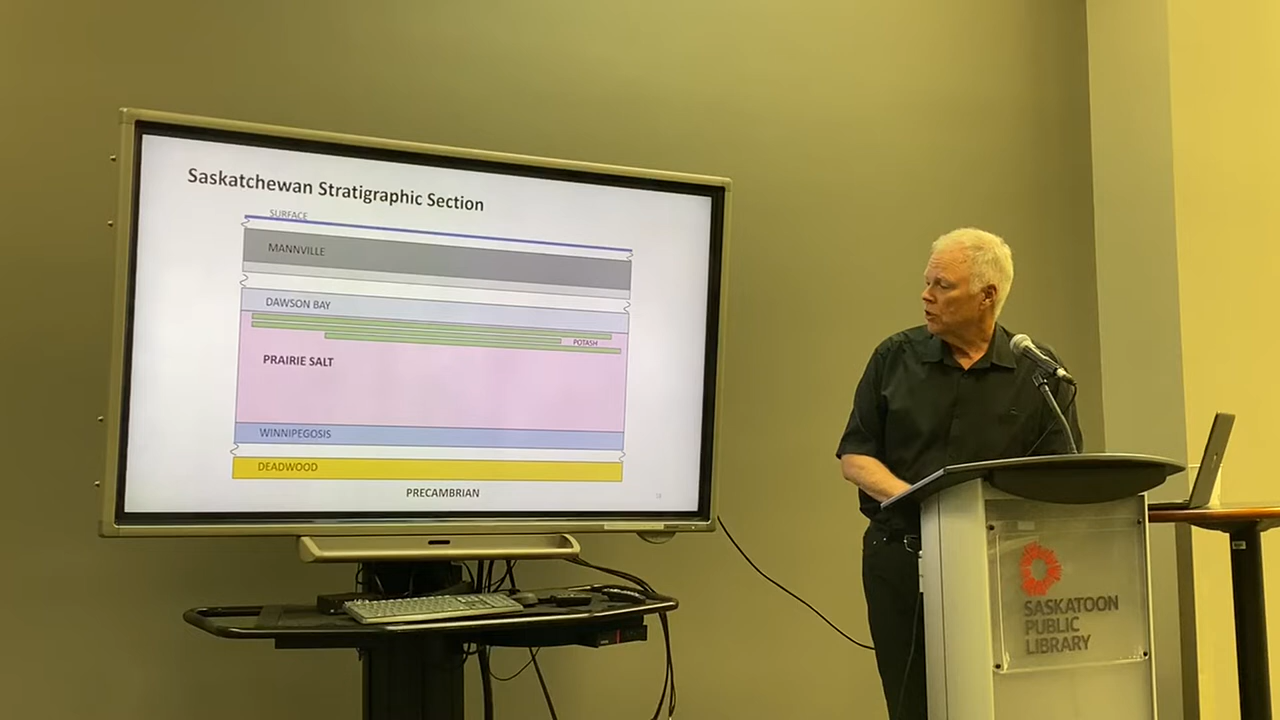 Saskatchewan Stratigraphic Section
SURFACE
MANNVILLE
DAWSON BAY
POTASH
PRAIRIE SALT
WINNIPEGOSIS
DEADWOOD
PRECAMBRIAN
SASKATOON
PUBLIC
LIBRARY